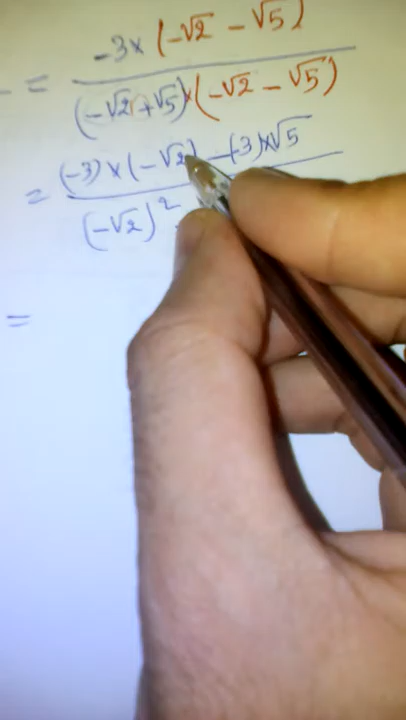 = -3 × (-√2 - √5)
(-√2 + √5) × (-√2 - √5)
= (-3) × (-√2) - (-3) × √5
(-√2)²
=